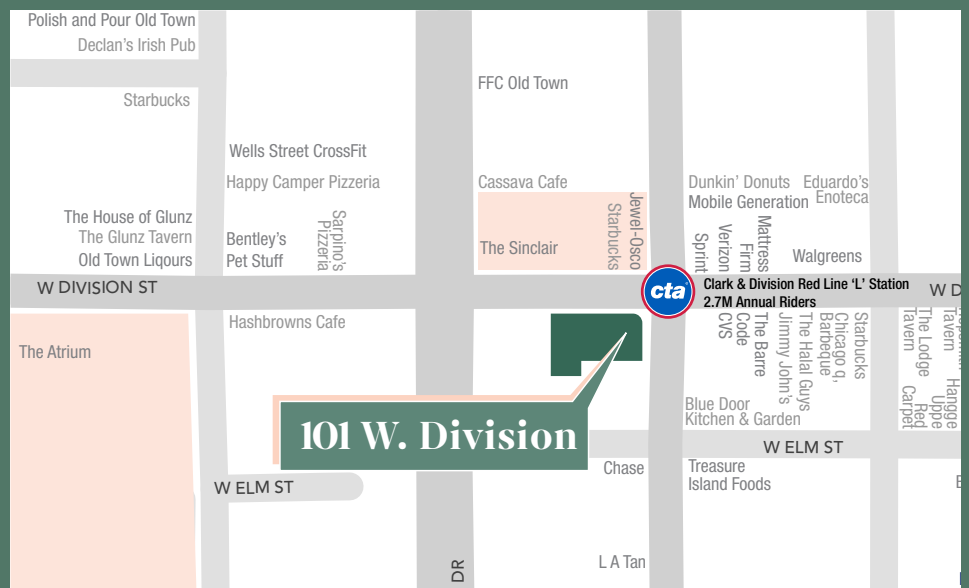 Polish and Pour Old Town
Declan's Irish Pub
Starbucks
FFC Old Town
Wells Street CrossFit
Happy Camper Pizzeria
Cassava Cafe
Dunkin' Donuts
Eduardo's
Enoteca
Mobile Generation
The House of Glunz
The Glunz Tavern
Old Town Liqours
Bentley's
Pet Stuff
Sarpino's
Pizzeria
The Sinclair
Starbucks
Jewel-Osco
Sprint
Verizon
Mattress
Firm
Walgreens
W DIVISION ST
cta
Clark & Division Red Line 'L' Station
2.7M Annual Riders
W D
The Atrium
Hashbrowns Cafe
CVS
Code
The Barre
Jimmy John's
The Halal Guys
Chicago q,
Barbeque
Starbucks
The Lodge
Tavern
Tavern
Red
Carpet
Hangge
Uppe
Blue Door
Kitchen & Garden
101 W. Division
W ELM ST
W ELM ST
Chase
Treasure
Island Foods
L A Tan
DR